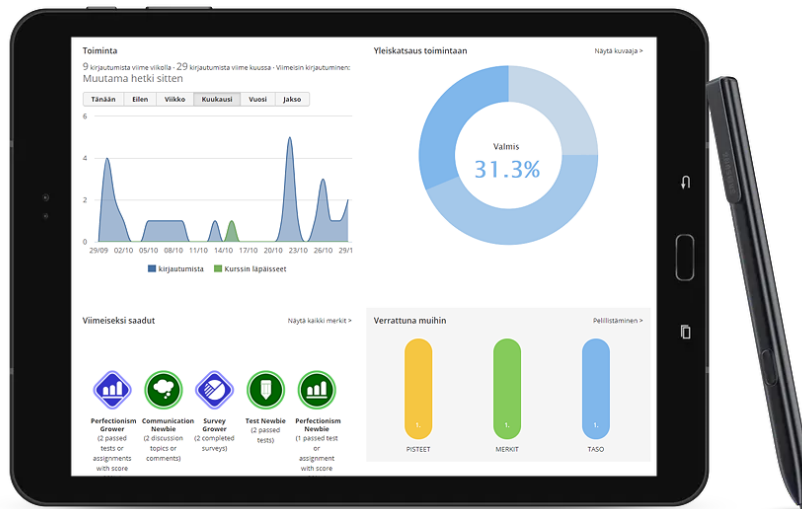 Toiminta
9 kirjautumista viime viikolla · 29 kirjautumista viime kuussa · Viimeisin kirjautuminen:
Muutama hetki sitten
Tänään Eilen Viikko Kuukausi Vuosi Jakso
6
4
2
0
29/09 02/10 05/10 08/10 11/10 14/10 17/10 20/10 23/10 26/10 29/1
kirjautumista Kurssin läpäisseet
Yleiskatsaus toimintaan Näytä kuvaaja >
Valmis
31.3%
Viimeiseksi saadut Näytä kaikki merkit >
Perfectionism
Grower
(2 passed
tests or
assignments
with score
Communication
Newbie
(2 discussion
topics or
comments)
Survey
Grower
(2 completed
surveys)
Test Newbie
(2 passed
tests)
Perfectionism
Newbie
(1 passed test
or
assignment
with score
Verrattuna muihin Pelillistäminen >
1. 1. 1.
PISTEET MERKIT TASO
SAMSUNG